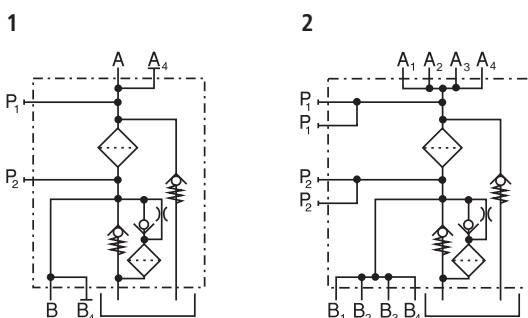 1
2
A A₄
A₁ A₂ A₃ A₄
P₁
P₁
P₁
P₂
P₂
P₂
B B₄
B₁ B₂ B₃ B₄